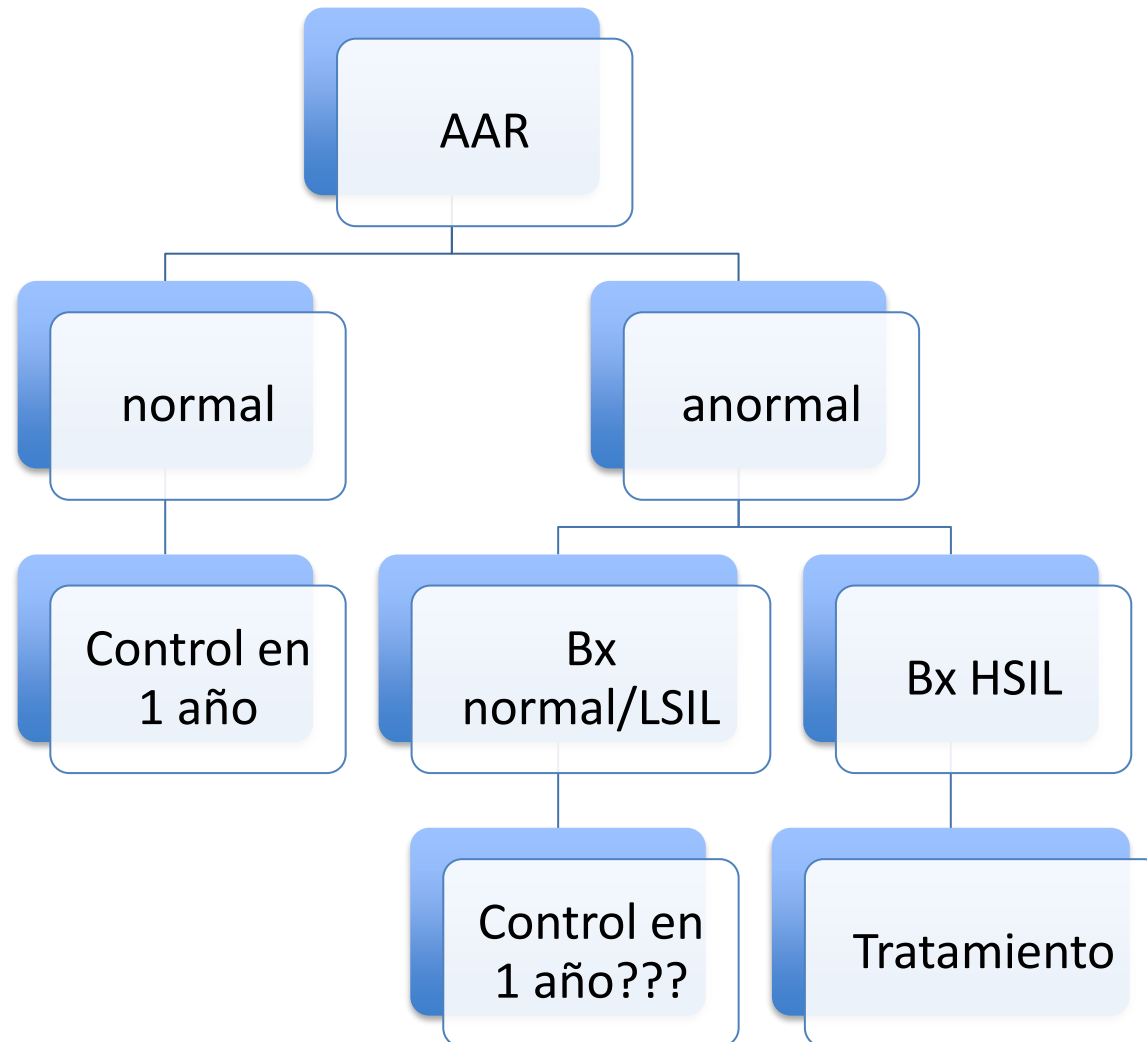 AAR
normal
anormal
Control en
1 año
Bx
normal/LSIL
Bx HSIL
Control en
1 año???
Tratamiento